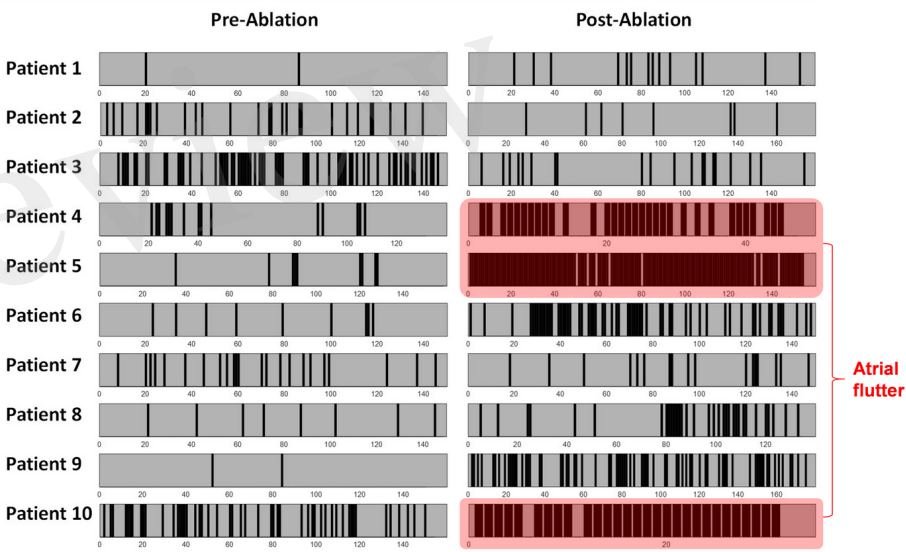 Pre-Ablation Post-Ablation
Patient 1
0 20 40 60 80 100 120 140 0 20 40 60 80 100 120 140
Patient 2
0 20 40 60 80 100 120 140 0 20 40 60 80 100 120 140 160
Patient 3
0 20 40 60 80 100 120 140 0 20 40 60 80 100 120 140
Patient 4
0 20 40 60 80 100 120 0 20 40
Patient 5
0 20 40 60 80 100 120 140 0 20 40 60 80 100 120 140
Patient 6
0 20 40 60 80 100 120 140 0 20 40 60 80 100 120 140
Patient 7
0 20 40 60 80 100 120 140 0 20 40 60 80 100 120 140
Atrial
flutter
Patient 8
0 20 40 60 80 100 120 140 0 20 40 60 80 100 120
Patient 9
0 20 40 60 80 100 120 140 0 20 40 60 80 100 120 140 160
Patient 10
0 20 40 60 80 100 120 140 0 20
eview